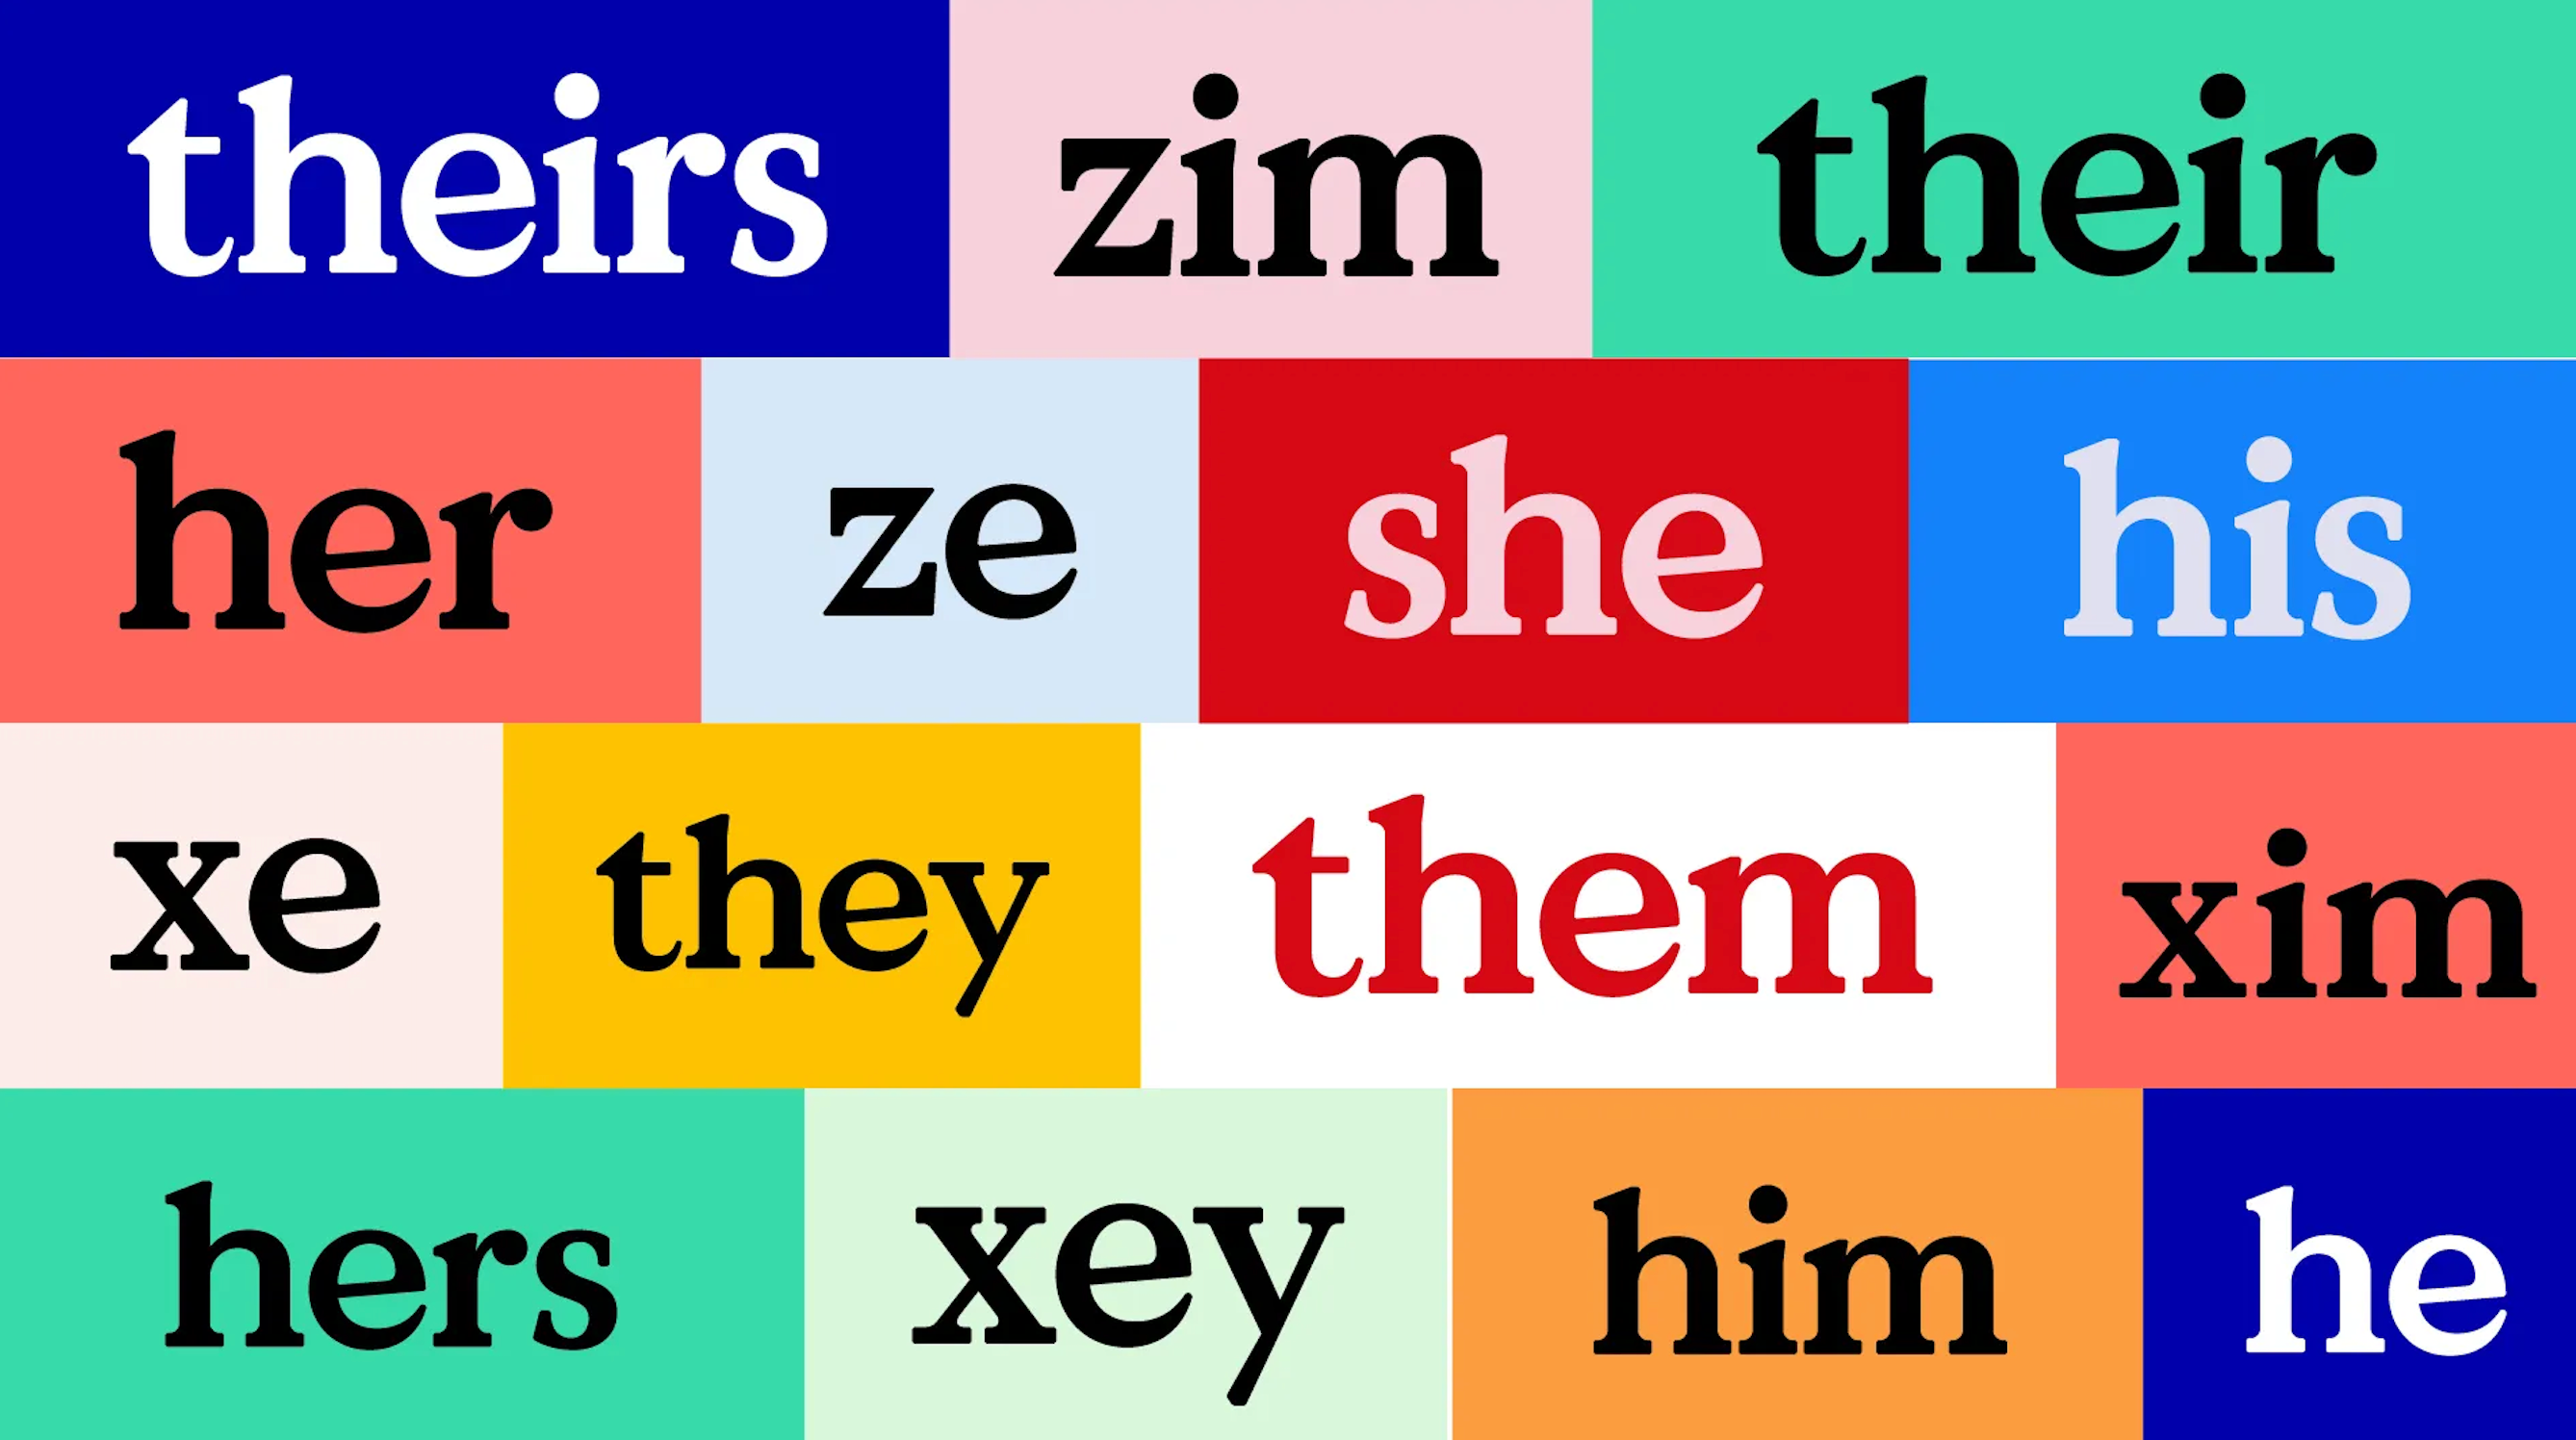 theirs zim their
her ze she his
xe they them xim
hers xey him he